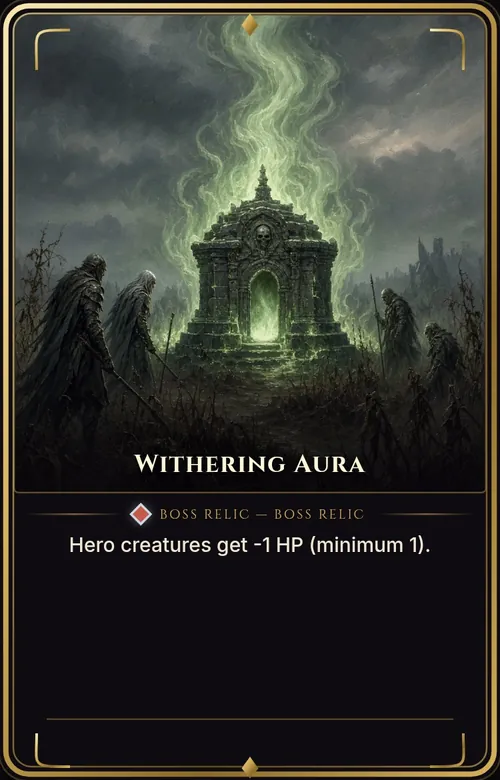 Withering Aura
BOSS RELIC — BOSS RELIC
Hero creatures get -1 HP (minimum 1).